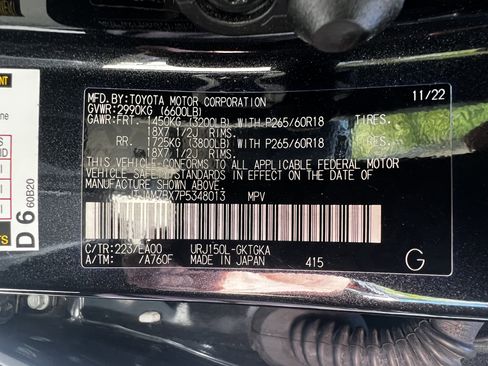 MFD.BY:TOYOTA MOTOR CORPORATION 11/22
GVWR:2990KG (6600LB)
GAWR:FRT. 1450KG (3200LB) WITH P265/60R18 TIRES.
18X7 1/2J RIMS.
RR. 1725KG (3800LB) WITH P265/60R18 TIRES.
18X7 1/2J RIMS.
THIS VEHICLE CONFORMS TO ALL APPLICABLE FEDERAL MOTOR
VEHICLE SAFETY STANDARDS IN EFFECT ON THE DATE OF
MANUFACTURE SHOWN ABOVE.
MPV
C/TR:223/EA00 URJ150L-GKTGKA
A/TM: /A760F MADE IN JAPAN 415 G
D6
60B20